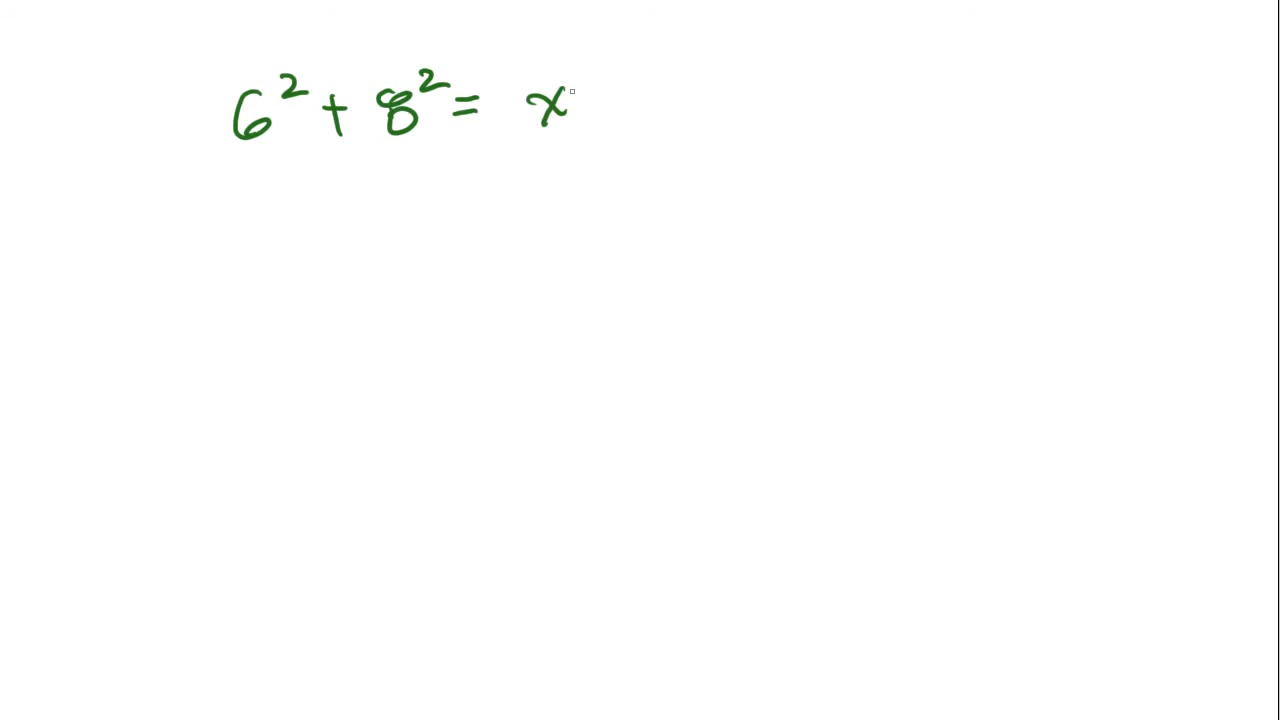 6² + 8² = x